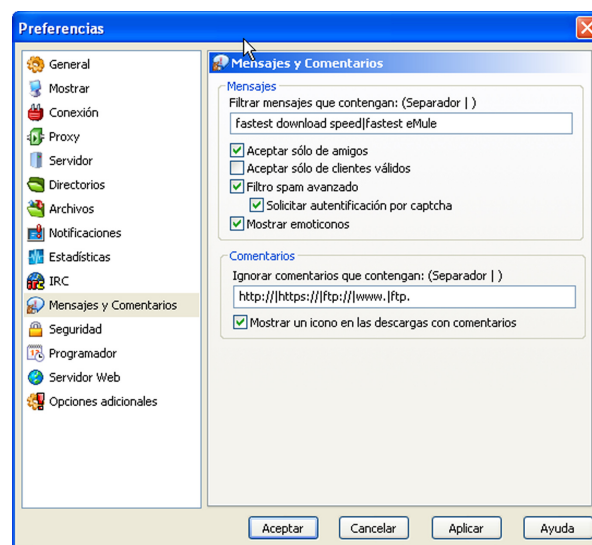 Preferencias
General
Mostrar
Conexión
Proxy
Servidor
Directorios
Archivos
Notificaciones
Estadísticas
IRC
Mensajes y Comentarios
Seguridad
Programador
Servidor Web
Opciones adicionales
Mensajes y Comentarios
Mensajes
Filtrar mensajes que contengan: (Separador | )
fastest download speed|fastest eMule
Aceptar sólo de amigos
Aceptar sólo de clientes válidos
Filtro spam avanzado
Solicitar autentificación por captcha
Mostrar emoticonos
Comentarios
Ignorar comentarios que contengan: (Separador | )
http://|https://|ftp://|www.|ftp.
Mostrar un icono en las descargas con comentarios
Aceptar
Cancelar
Aplicar
Ayuda